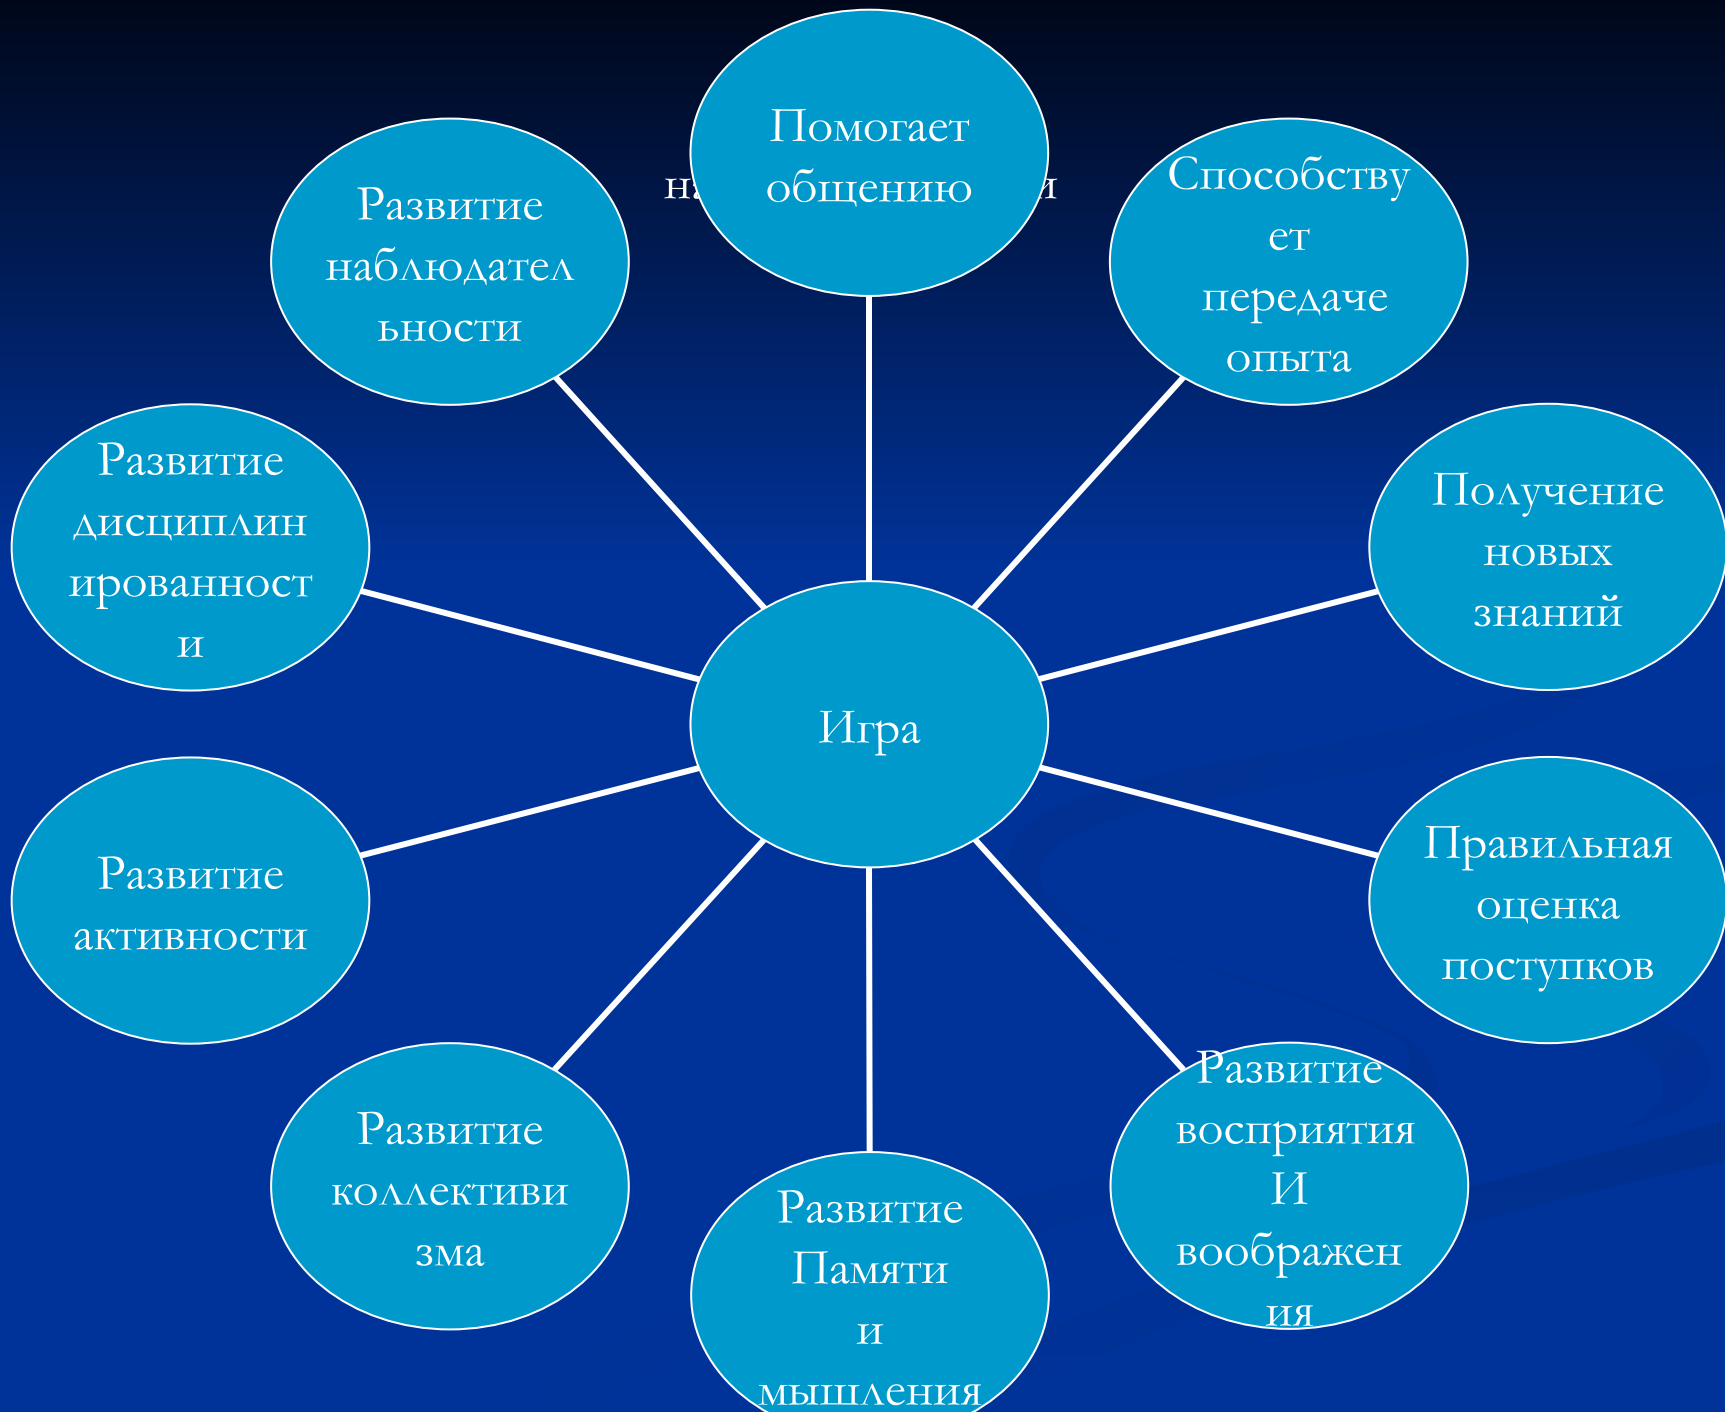 Помогает
общению
Способству
ет
передаче
опыта
Получение
новых
знаний
Правильная
оценка
поступков
Развитие
восприятия
И
воображен
ия
Развитие
Памяти
и
мышления
Развитие
коллективи
зма
Развитие
активности
Развитие
дисциплин
ированност
и
Развитие
наблюдател
ьности
Игра